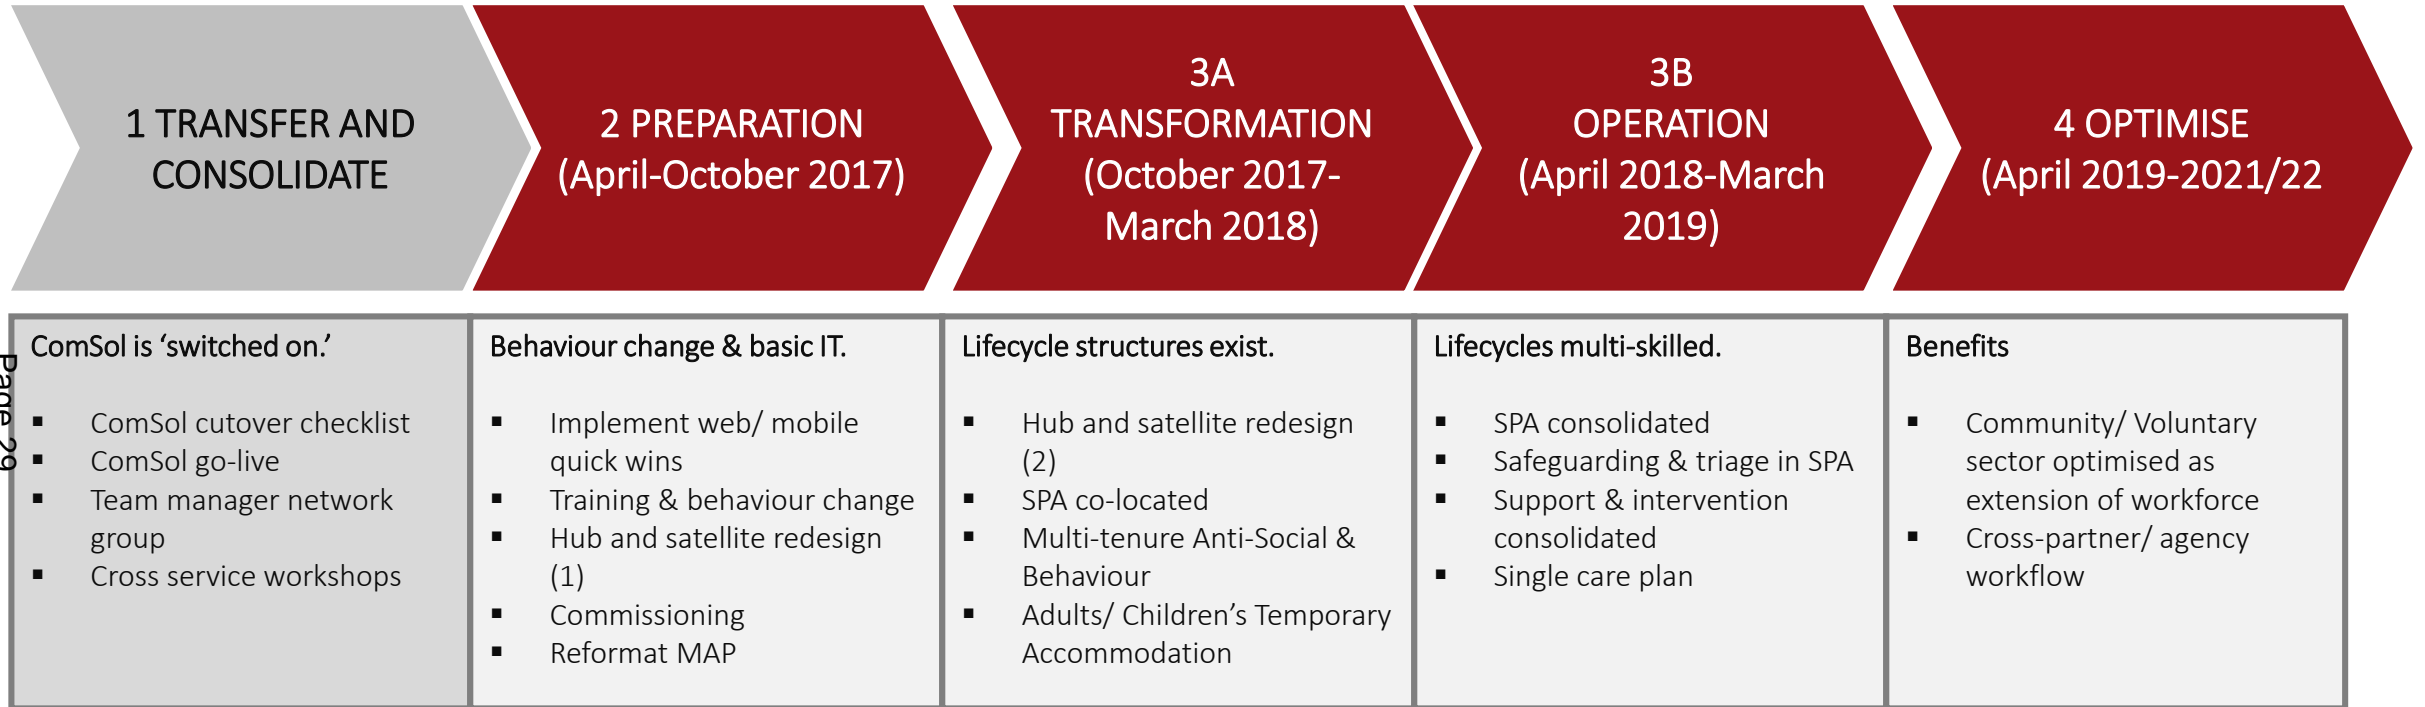 1 TRANSFER AND
CONSOLIDATE
2 PREPARATION
(April-October 2017)
3A
TRANSFORMATION
(October 2017-
March 2018)
3B
OPERATION
(April 2018-March
2019)
4 OPTIMISE
(April 2019-2021/22
ComSol is ‘switched on.’
▪ ComSol cutover checklist
▪ ComSol go-live
▪ Team manager network
group
▪ Cross service workshops
Behaviour change & basic IT.
▪ Implement web/ mobile
quick wins
▪ Training & behaviour change
▪ Hub and satellite redesign
(1)
▪ Commissioning
▪ Reformat MAP
Lifecycle structures exist.
▪ Hub and satellite redesign
(2)
▪ SPA co-located
▪ Multi-tenure Anti-Social &
Behaviour
▪ Adults/ Children’s Temporary
Accommodation
Lifecycles multi-skilled.
▪ SPA consolidated
▪ Safeguarding & triage in SPA
▪ Support & intervention
consolidated
▪ Single care plan
Benefits
▪ Community/ Voluntary
sector optimised as
extension of workforce
▪ Cross-partner/ agency
workflow
Page 29